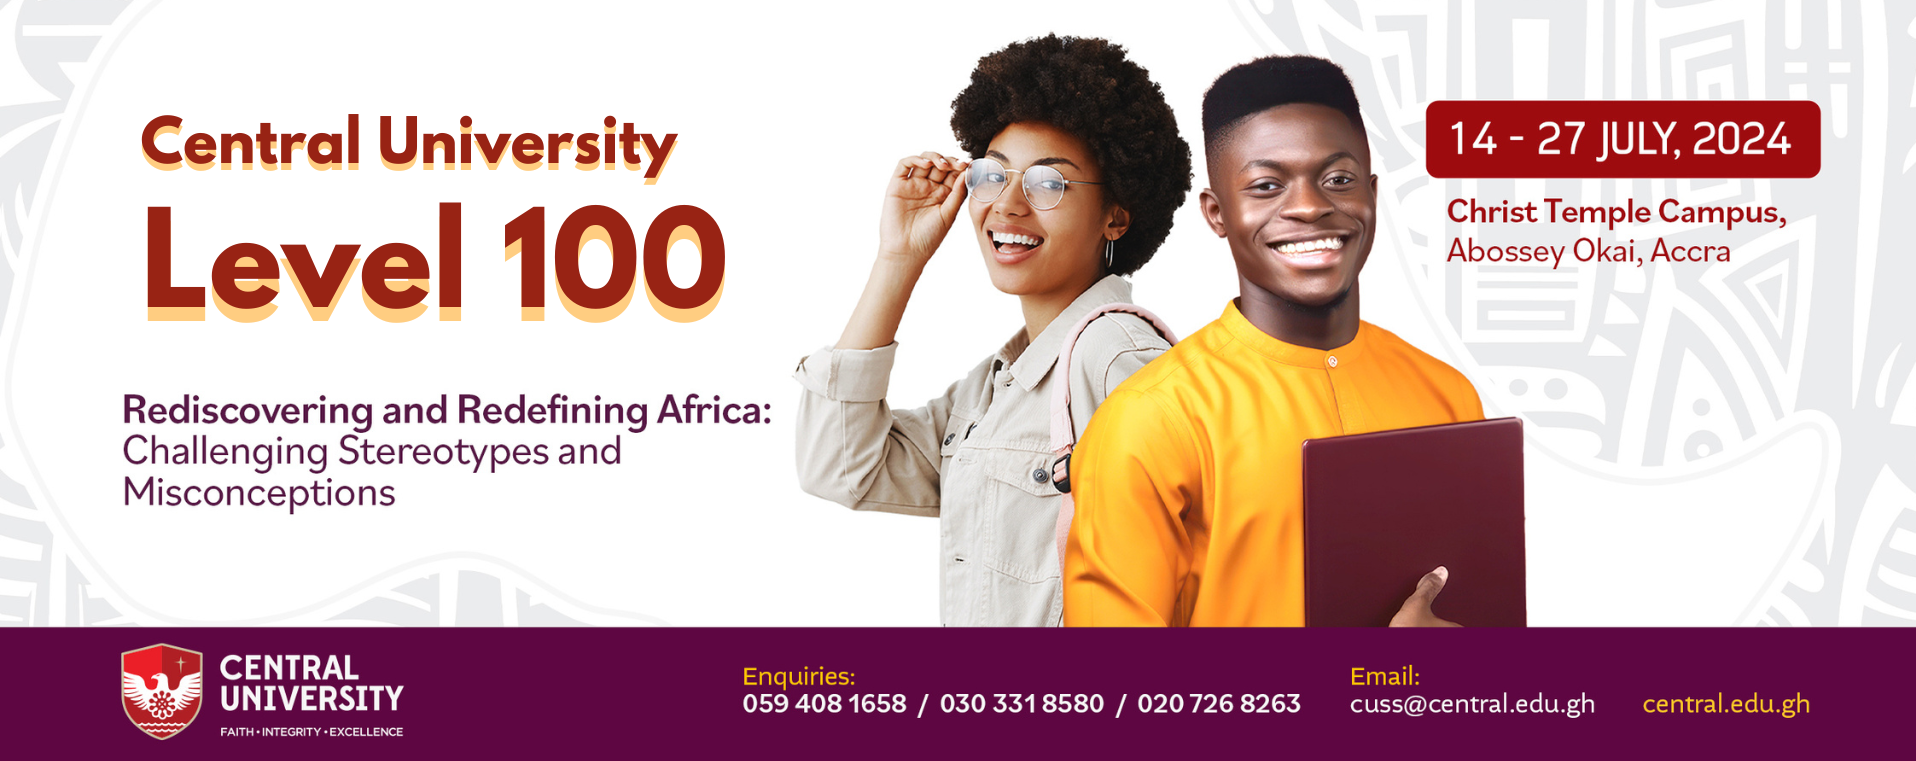 Central University
Level 100
Rediscovering and Redefining Africa:
Challenging Stereotypes and
Misconceptions
14 - 27 JULY, 2024
Christ Temple Campus,
Abossey Okai, Accra
CENTRAL
UNIVERSITY
FAITH • INTEGRITY • EXCELLENCE
Enquiries:
059 408 1658 / 030 331 8580 / 020 726 8263
Email:
cuss@central.edu.gh
central.edu.gh